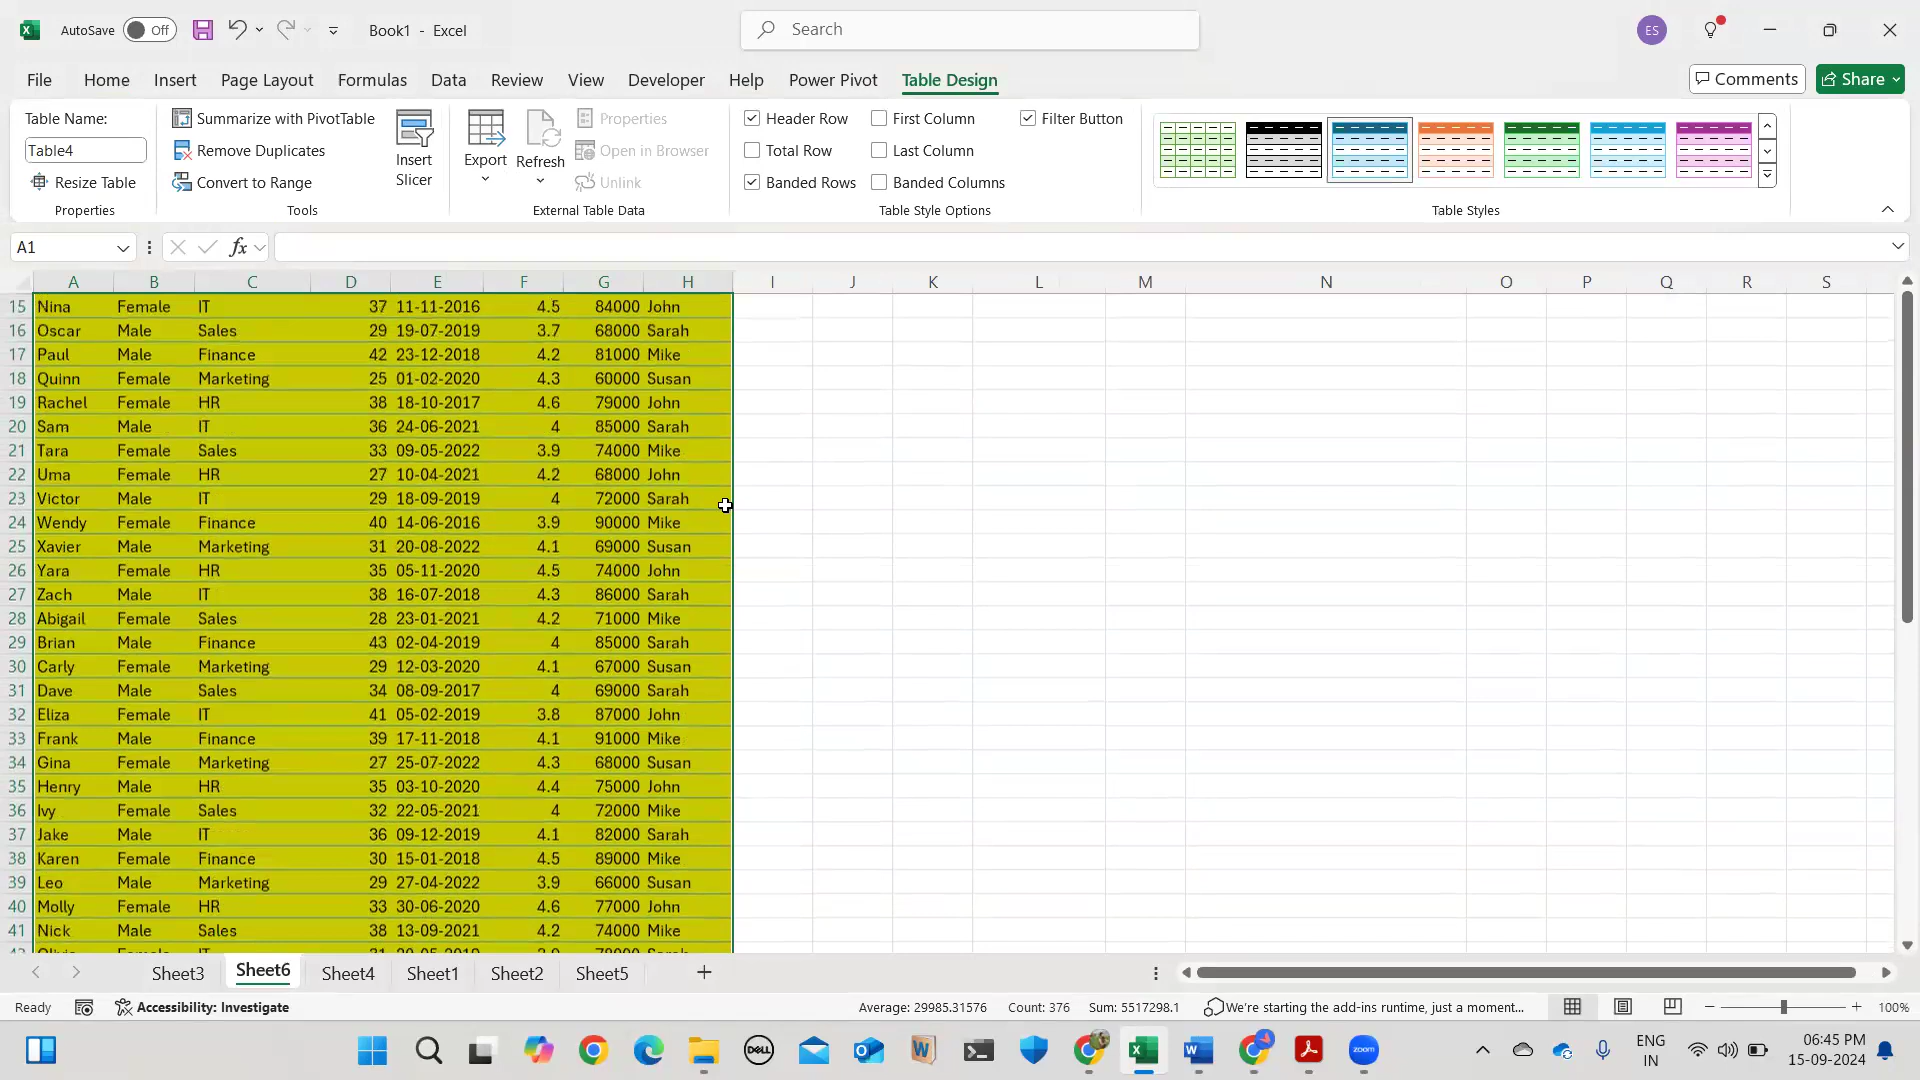 AutoSave Off Book1 - Excel Search ES
File Home Insert Page Layout Formulas Data Review View Developer Help Power Pivot Table Design Comments Share
Table Name:
Table4
Resize Table
Properties
Summarize with PivotTable
Remove Duplicates
Convert to Range
Tools
Insert
Slicer
Export
Refresh
Properties
Open in Browser
Unlink
External Table Data
Header Row First Column Filter Button
Total Row Last Column
Banded Rows Banded Columns
Table Style Options
Table Styles
A1 fx
A B C D E F G H I J K L M N O P Q R S
15 Nina Female IT 37 11-11-2016 4.5 84000 John
16 Oscar Male Sales 29 19-07-2019 3.7 68000 Sarah
17 Paul Male Finance 42 23-12-2018 4.2 81000 Mike
18 Quinn Female Marketing 25 01-02-2020 4.3 60000 Susan
19 Rachel Female HR 38 18-10-2017 4.6 79000 John
20 Sam Male IT 36 24-06-2021 4 85000 Sarah
21 Tara Female Sales 33 09-05-2022 3.9 74000 Mike
22 Uma Female HR 27 10-04-2021 4.2 68000 John
23 Victor Male IT 29 18-09-2019 4 72000 Sarah
24 Wendy Female Finance 40 14-06-2016 3.9 90000 Mike
25 Xavier Male Marketing 31 20-08-2022 4.1 69000 Susan
26 Yara Female HR 35 05-11-2020 4.5 74000 John
27 Zach Male IT 38 16-07-2018 4.3 86000 Sarah
28 Abigail Female Sales 28 23-01-2021 4.2 71000 Mike
29 Brian Male Finance 43 02-04-2019 4 85000 Sarah
30 Carly Female Marketing 29 12-03-2020 4.1 67000 Susan
31 Dave Male Sales 34 08-09-2017 4 69000 Sarah
32 Eliza Female IT 41 05-02-2019 3.8 87000 John
33 Frank Male Finance 39 17-11-2018 4.1 91000 Mike
34 Gina Female Marketing 27 25-07-2022 4.3 68000 Susan
35 Henry Male HR 35 03-10-2020 4.4 75000 John
36 Ivy Female Sales 32 22-05-2021 4 72000 Mike
37 Jake Male IT 36 09-12-2019 4.1 82000 Sarah
38 Karen Female Finance 30 15-01-2018 4.5 89000 Mike
39 Leo Male Marketing 29 27-04-2022 3.9 66000 Susan
40 Molly Female HR 33 30-06-2020 4.6 77000 John
41 Nick Male Sales 38 13-09-2021 4.2 74000 Mike
Sheet3 Sheet6 Sheet4 Sheet1 Sheet2 Sheet5
Ready Accessibility: Investigate Average: 29985.31576 Count: 376 Sum: 5517298.1 We're starting the add-ins runtime, just a moment... 100%
DELL W zoom ENG
IN
06:45 PM
15-09-2024